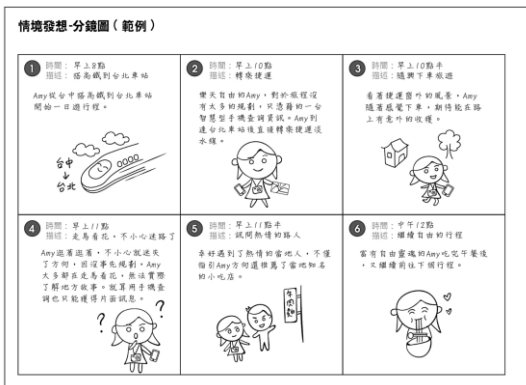 情境發想-分鏡圖(範例)
1
時間:早上8點
描述:搭高鐵到台北車站
Amy從台中搭高鐵到台北車站
開始一日遊行程。
台中
台北
2
時間:早上10點
描述:轉乘捷運
樂天自由的Amy,對於旅程沒
有太多的規劃,只憑藉的一台
智慧型手機查詢資訊。Amy到
達台北車站後直接轉乘捷運淡
水線。
3
時間:早上10點半
描述:隨興下車旅遊
看著捷運窗外的風景,Amy
隨著感覺下車,期待能在路
上有意外的收穫。
4
時間:早上11點
描述:走馬看花,不小心迷路了
Amy逛著逛著,不小心就迷失
了方向,因沒事先規劃。Amy
大多都在走馬看花,無法實際
了解地方故事。就算用手機查
詢也只能獲得片面訊息。
? ?
5
時間:早上11點半
描述:詢問熱情的路人
幸好遇到了熱情的當地人,不僅
指引Amy方向還推薦了當地知名
的小吃店。
牛肉麵
6
時間:中午12點
描述:繼續自由的行程
富有自由靈魂的Amy吃完午餐後
,又繼續前往下個行程。